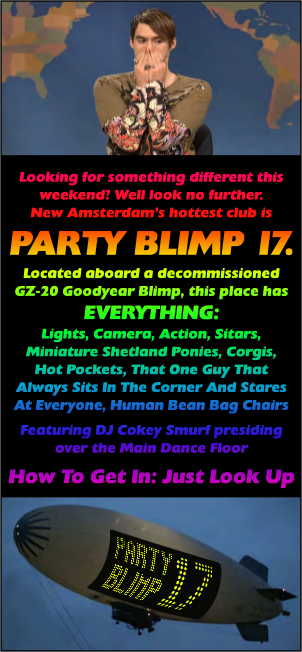 Looking for something different this
weekend? Well look no further.
New Amsterdam's hottest club is
PARTY BLIMP 17.
Located aboard a decommissioned
GZ-20 Goodyear Blimp, this place has
EVERYTHING:
Lights, Camera, Action, Sitars,
Miniature Shetland Ponies, Corgis,
Hot Pockets, That One Guy That
Always Sits In The Corner And Stares
At Everyone, Human Bean Bag Chairs
Featuring DJ Cokey Smurf presiding
over the Main Dance Floor
How To Get In: Just Look Up
PARTY
BLIMP 17